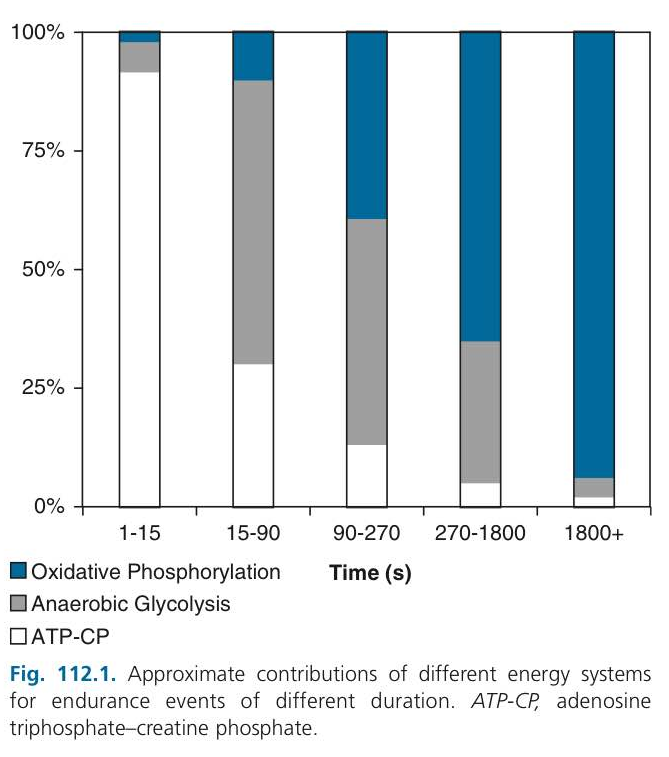 100%
75%
50%
25%
0%
1-15 15-90 90-270 270-1800 1800+
Time (s)
Oxidative Phosphorylation
Anaerobic Glycolysis
ATP-CP
Fig. 112.1. Approximate contributions of different energy systems
for endurance events of different duration. ATP-CP, adenosine
triphosphate–creatine phosphate.